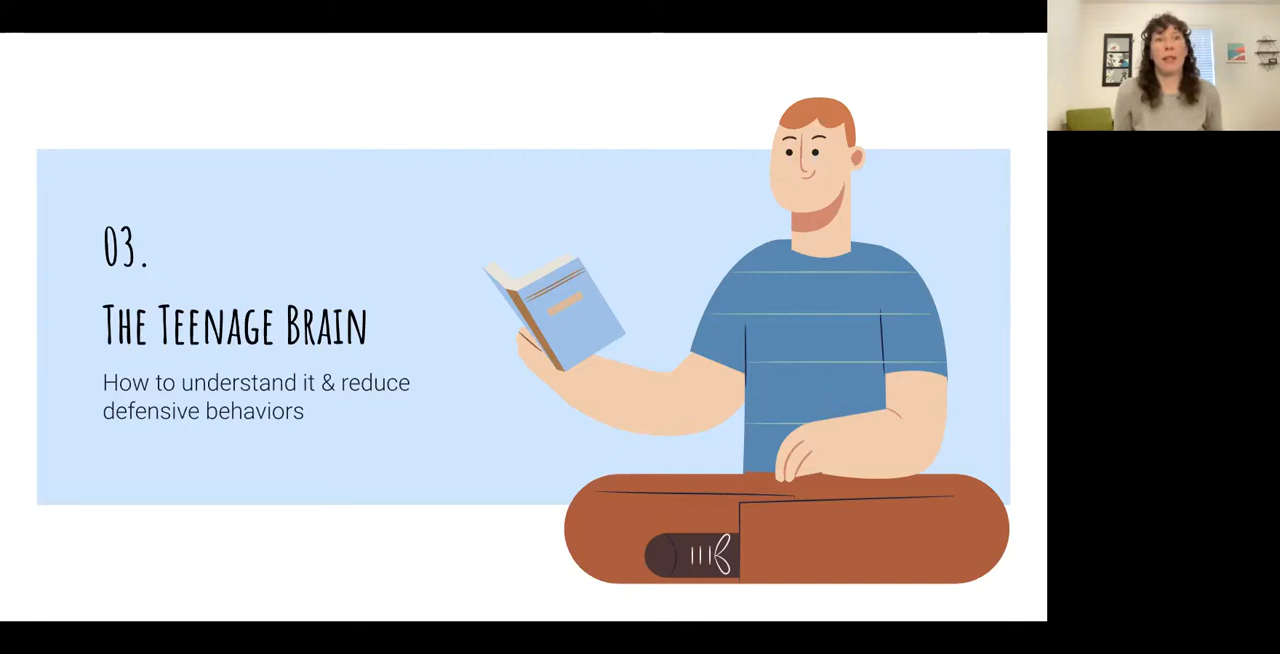 03.
The Teenage Brain
How to understand it & reduce
defensive behaviors